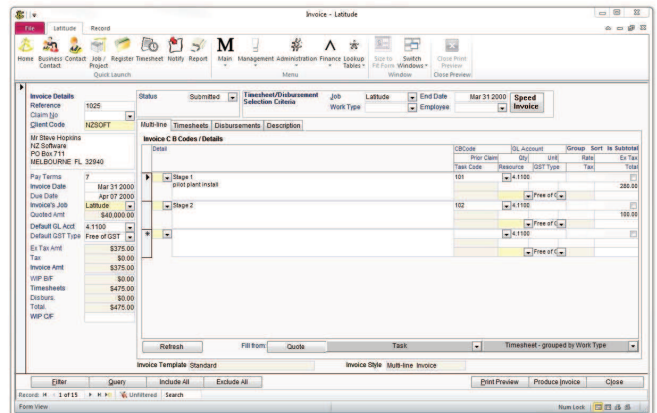 Invoice - Latitude
File Latitude Record
Home Business Contact Contact Job / Project Register Timesheet Notify Report Main Management Administration Finance Lookup Tables Size to Fit Form Switch Windows Close Print Preview
Quick Launch Menu Window Close Preview
Invoice Details
Reference 1025
Claim No
Client Code NZSOFT
Mr Steve Hopkins
NZ Software
PO Box 711
MELBOURNE FL 32940
Pay Terms 7
Invoice Date Mar 31 2000
Due Date Apr 07 2000
Invoice's Job Latitude
Quoted Amt $40,000.00
Default GL Acct 4.1100
Default GST Type Free of GST
Ex Tax Amt $375.00
Tax $0.00
Invoice Amt $375.00
WIP B/F $0.00
Timesheets $475.00
Disburs. $0.00
Total. $475.00
WIP C/F
Status Submitted
Timesheet/Disbursement Selection Criteria
Job Latitude End Date Mar 31 2000
Work Type Employee
Speed Invoice
Multi-line Timesheets Disbursements Description
Invoice C B Codes / Details
Detail CBCode GL Account Group Sort Is Subtotal
Prior Claim Qty Unit Rate Ex Tax
Task Code Resource GST Type Tax Total
Stage 1 101 4.1100
pilot plant install 280.00
Free of G
Stage 2 102 4.1100
100.00
Free of G
4.1100
Free of G
Refresh Fill from: Quote Task Timesheet - grouped by Work Type
Invoice Template Standard Invoice Style Multi-line Invoice
Filter Query Include All Exclude All Print Preview Produce Invoice Close
Record: 1 of 15 Unfiltered Search
Form View Num Lock